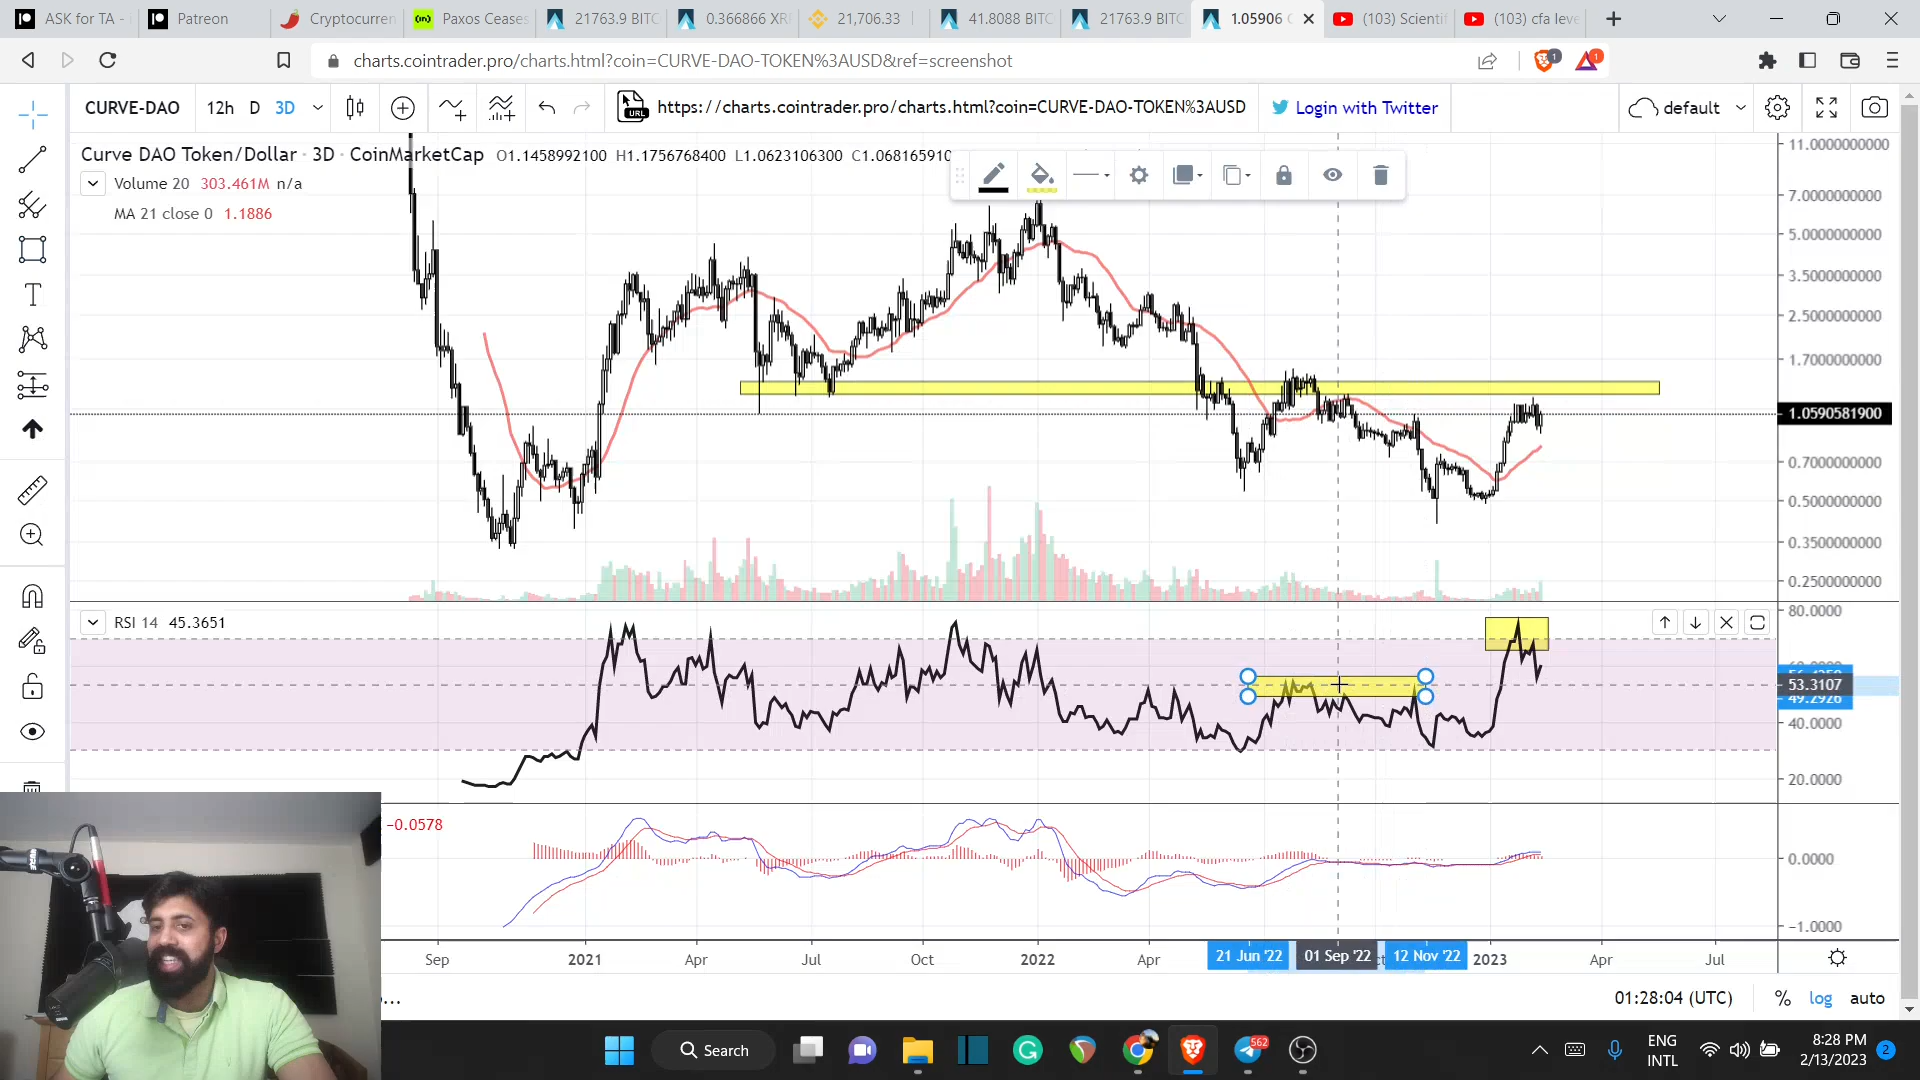 ASK for TA -
Patreon
Cryptocurren
Paxos Cease
21763.9 BITC
0.366866 XR
21,706.33
41.8088 BITC
21763.9 BITC
1.05906
(103) Scientif
(103) cfa leve
charts.cointrader.pro/charts.html?coin=CURVE-DAO-TOKEN%3AUSD&ref=screenshot
CURVE-DAO
12h
D
3D
URL
https://charts.cointrader.pro/charts.html?coin=CURVE-DAO-TOKEN%3AUSD
Login with Twitter
default
Curve DAO Token/Dollar · 3D · CoinMarketCap O1.1458992100 H1.1756768400 L1.0623106300 C1.068165910
Volume 20 303.461M n/a
MA 21 close 0 1.1886
11.0000000000
7.0000000000
5.0000000000
3.5000000000
2.5000000000
1.7000000000
1.0590581900
0.7000000000
0.5000000000
0.3500000000
0.2500000000
RSI 14 45.3651
80.0000
53.3107
49.2926
40.0000
20.0000
-0.0578
0.0000
-1.0000
Sep
2021
Apr
Jul
Oct
2022
Apr
21 Jun '22
01 Sep '22
12 Nov '22
2023
Apr
Jul
01:28:04 (UTC)
%
log
auto
Search
562
ENG
INTL
8:28 PM
2/13/2023
2